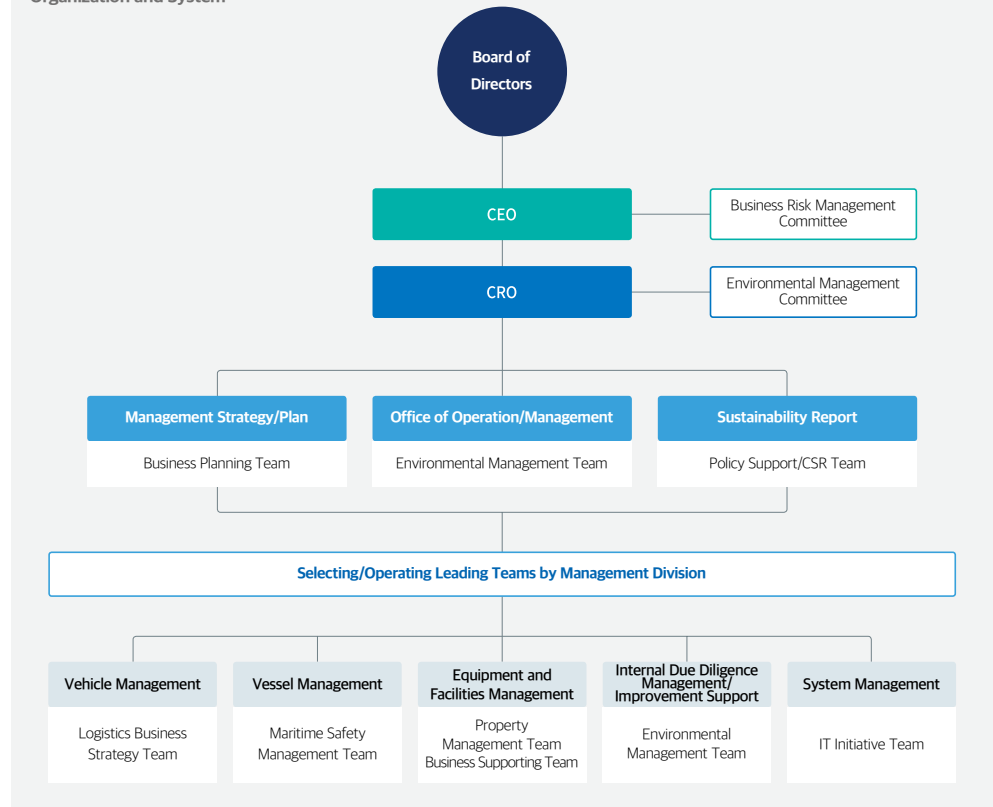 Organization and System
Board of
Directors
CEO
Business Risk Management
Committee
CRO
Environmental Management
Committee
Management Strategy/Plan
Business Planning Team
Office of Operation/Management
Environmental Management Team
Sustainability Report
Policy Support/CSR Team
Selecting/Operating Leading Teams by Management Division
Vehicle Management
Logistics Business
Strategy Team
Vessel Management
Maritime Safety
Management Team
Equipment and
Facilities Management
Property
Management Team
Business Supporting Team
Internal Due Diligence
Management/
Improvement Support
Environmental
Management Team
System Management
IT Initiative Team